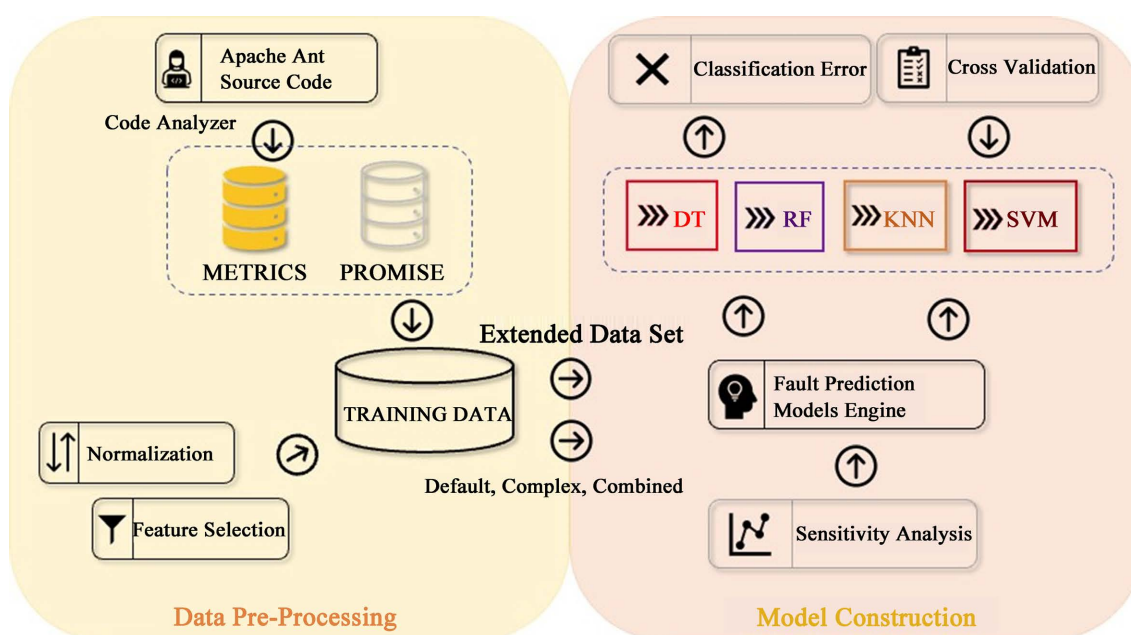 Apache Ant
Source Code
Code Analyzer
METRICS
PROMISE
Extended Data Set
TRAINING DATA
Normalization
Feature Selection
Default, Complex, Combined
Data Pre-Processing
Classification Error
Cross Validation
DT
RF
KNN
SVM
Fault Prediction
Models Engine
Sensitivity Analysis
Model Construction